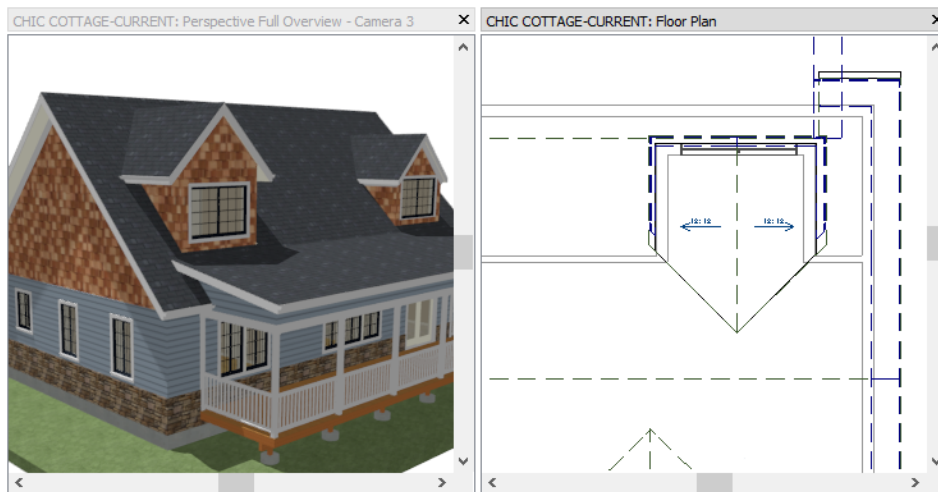 CHIC COTTAGE-CURRENT: Perspective Full Overview - Camera 3
CHIC COTTAGE-CURRENT: Floor Plan
12:12
12:12